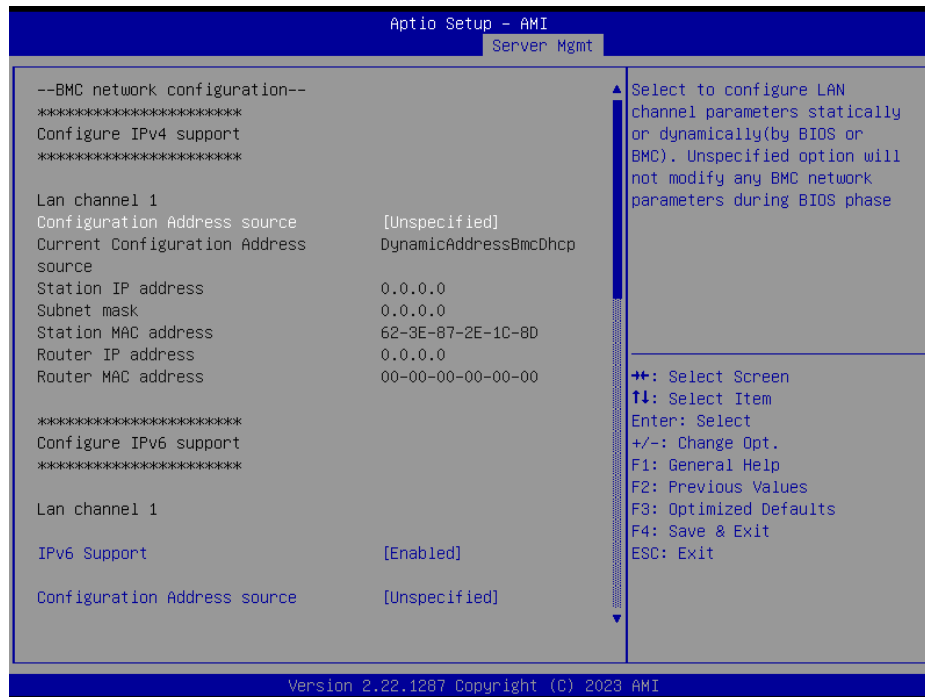 Aptio Setup – AMI
Server Mgmt
--BMC network configuration--
***********************
Configure IPv4 support
***********************
Lan channel 1
Configuration Address source [Unspecified]
Current Configuration Address source DynamicAddressBmcDhcp
Station IP address 0.0.0.0
Subnet mask 0.0.0.0
Station MAC address 62-3E-87-2E-1C-8D
Router IP address 0.0.0.0
Router MAC address 00-00-00-00-00-00
***********************
Configure IPv6 support
***********************
Lan channel 1
IPv6 Support [Enabled]
Configuration Address source [Unspecified]
Select to configure LAN
channel parameters statically
or dynamically(by BIOS or
BMC). Unspecified option will
not modify any BMC network
parameters during BIOS phase
→←: Select Screen
↑↓: Select Item
Enter: Select
+/-: Change Opt.
F1: General Help
F2: Previous Values
F3: Optimized Defaults
F4: Save & Exit
ESC: Exit
Version 2.22.1287 Copyright (C) 2023 AMI